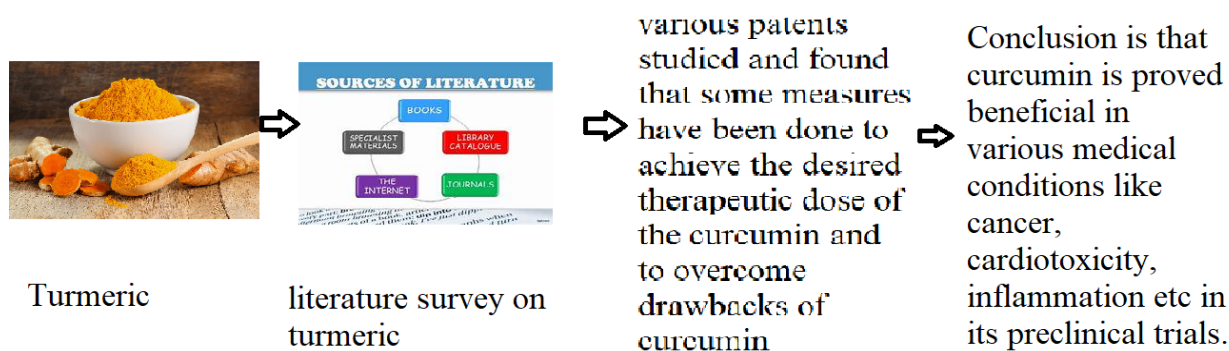 Turmeric
SOURCES OF LITERATURE
BOOKS
SPECIALIST
MATERIALS
LIBRARY
CATALOGUE
THE
INTERNET
JOURNALS
literature survey on
turmeric
various patents
studied and found
that some measures
have been done to
achieve the desired
therapeutic dose of
the curcumin and
to overcome
drawbacks of
curcumin
Conclusion is that
curcumin is proved
beneficial in
various medical
conditions like
cancer,
cardiotoxicity,
inflammation etc in
its preclinical trials.